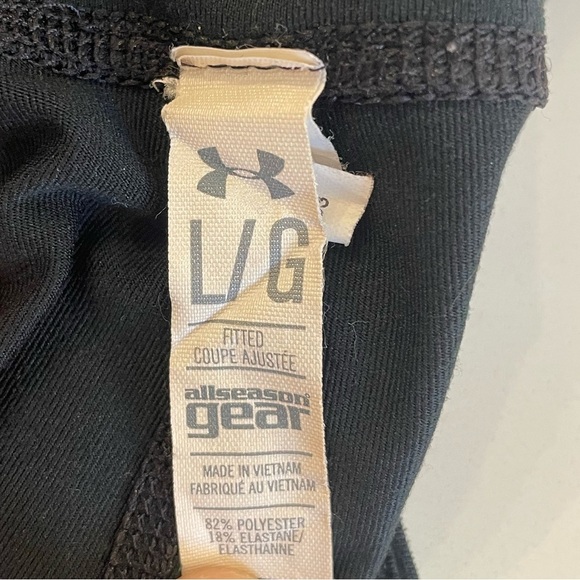 L/G
FITTED
COUPE AJUSTÉE
allseason®
gear
MADE IN VIETNAM
FABRIQUÉ AU VIETNAM
82% POLYESTER
18% ELASTANE/
ELASTHANNE